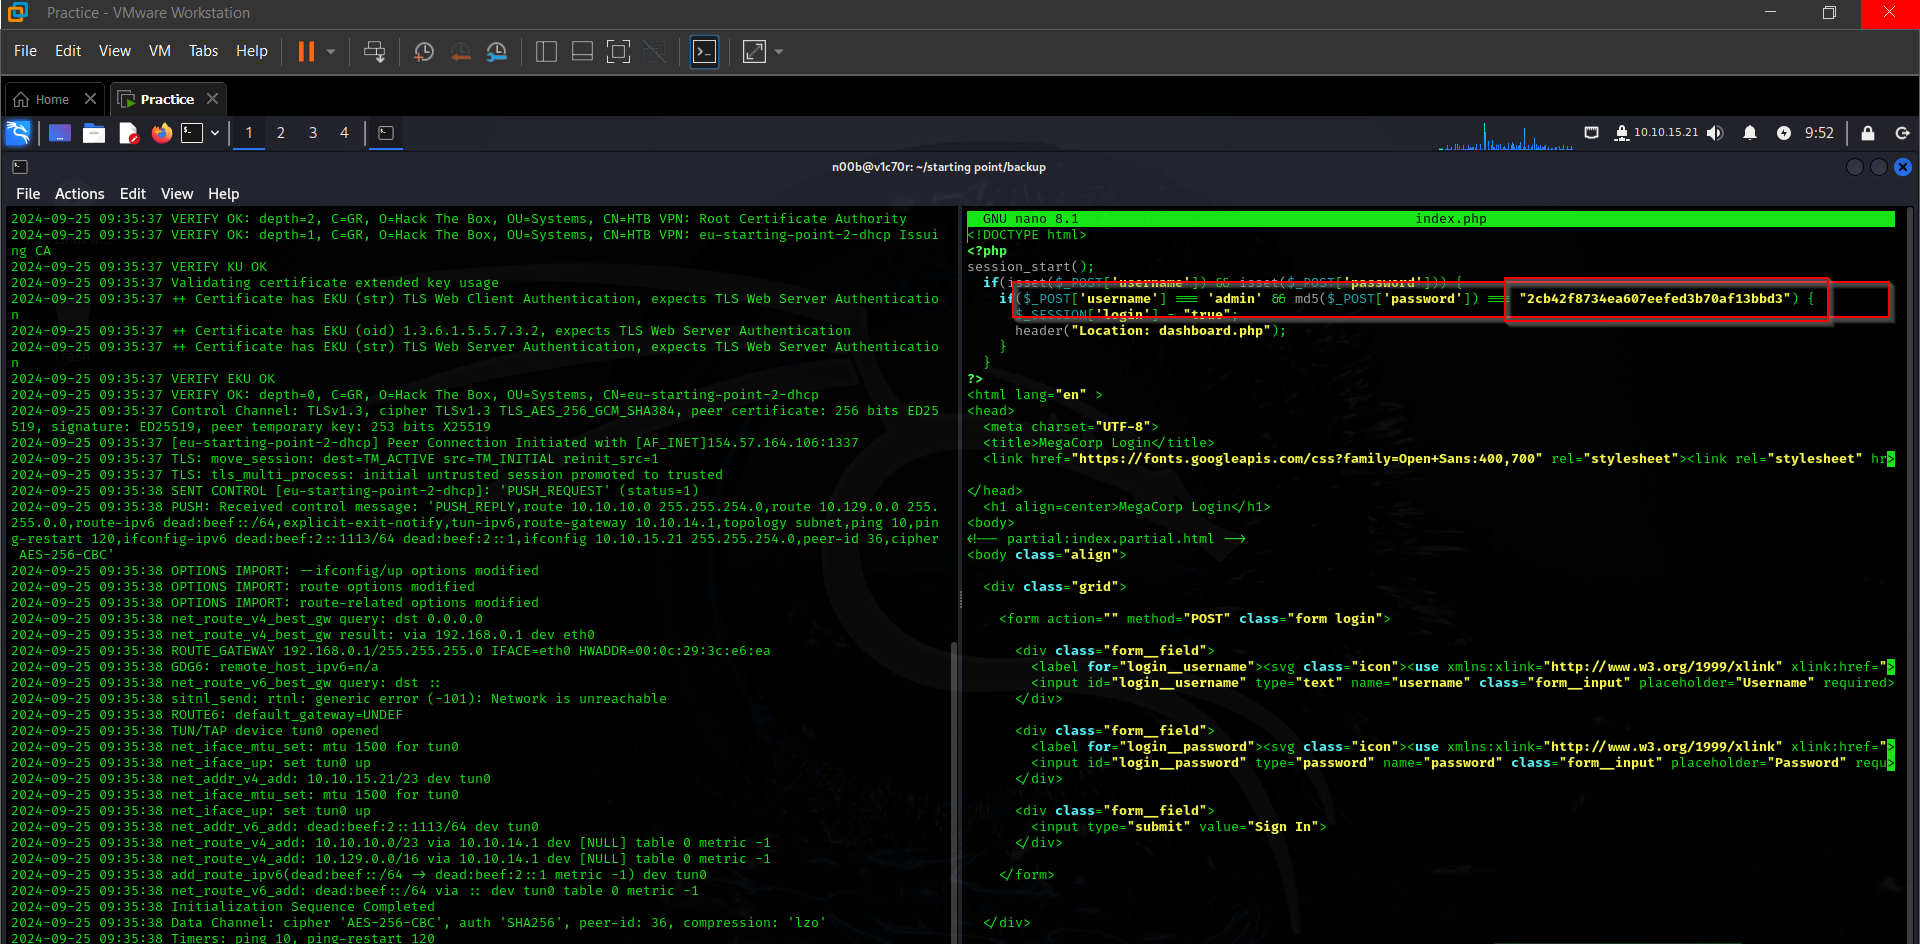 Practice - VMware Workstation
File Edit View VM Tabs Help
Home Practice
1 2 3 4 10.10.15.21 9:52
n00b@v1c70r: ~/starting point/backup
File Actions Edit View Help
2024-09-25 09:35:37 VERIFY OK: depth=2, C=GR, O=Hack The Box, OU=Systems, CN=HTB VPN: Root Certificate Authority
2024-09-25 09:35:37 VERIFY OK: depth=1, C=GR, O=Hack The Box, OU=Systems, CN=HTB VPN: eu-starting-point-2-dhcp Issui
ng CA
2024-09-25 09:35:37 VERIFY KU OK
2024-09-25 09:35:37 Validating certificate extended key usage
2024-09-25 09:35:37 ++ Certificate has EKU (str) TLS Web Client Authentication, expects TLS Web Server Authenticatio
n
2024-09-25 09:35:37 ++ Certificate has EKU (oid) 1.3.6.1.5.5.7.3.2, expects TLS Web Server Authentication
2024-09-25 09:35:37 ++ Certificate has EKU (str) TLS Web Server Authentication, expects TLS Web Server Authenticatio
n
2024-09-25 09:35:37 VERIFY EKU OK
2024-09-25 09:35:37 VERIFY OK: depth=0, C=GR, O=Hack The Box, OU=Systems, CN=eu-starting-point-2-dhcp
2024-09-25 09:35:37 Control Channel: TLSv1.3, cipher TLSv1.3 TLS_AES_256_GCM_SHA384, peer certificate: 256 bits ED25
519, signature: ED25519, peer temporary key: 253 bits X25519
2024-09-25 09:35:37 [eu-starting-point-2-dhcp] Peer Connection Initiated with [AF_INET]154.57.164.106:1337
2024-09-25 09:35:37 TLS: move_session: dest=TM_ACTIVE src=TM_INITIAL reinit_src=1
2024-09-25 09:35:37 TLS: tls_multi_process: initial untrusted session promoted to trusted
2024-09-25 09:35:38 SENT CONTROL [eu-starting-point-2-dhcp]: 'PUSH_REQUEST' (status=1)
2024-09-25 09:35:38 PUSH: Received control message: 'PUSH_REPLY,route 10.10.10.0 255.255.254.0,route 10.129.0.0 255.
255.0.0,route-ipv6 dead:beef::/64,explicit-exit-notify,tun-ipv6,route-gateway 10.10.14.1,topology subnet,ping 10,pin
g-restart 120,ifconfig-ipv6 dead:beef:2::1113/64 dead:beef:2::1,ifconfig 10.10.15.21 255.255.254.0,peer-id 36,cipher
AES-256-CBC'
2024-09-25 09:35:38 OPTIONS IMPORT: --ifconfig/up options modified
2024-09-25 09:35:38 OPTIONS IMPORT: route options modified
2024-09-25 09:35:38 OPTIONS IMPORT: route-related options modified
2024-09-25 09:35:38 net_route_v4_best_gw query: dst 0.0.0.0
2024-09-25 09:35:38 net_route_v4_best_gw result: via 192.168.0.1 dev eth0
2024-09-25 09:35:38 ROUTE_GATEWAY 192.168.0.1/255.255.255.0 IFACE=eth0 HWADDR=00:0c:29:3c:e6:ea
2024-09-25 09:35:38 GDG6: remote_host_ipv6=n/a
2024-09-25 09:35:38 net_route_v6_best_gw query: dst ::
2024-09-25 09:35:38 sitnl_send: rtnl: generic error (-101): Network is unreachable
2024-09-25 09:35:38 ROUTE6: default_gateway=UNDEF
2024-09-25 09:35:38 TUN/TAP device tun0 opened
2024-09-25 09:35:38 net_iface_mtu_set: mtu 1500 for tun0
2024-09-25 09:35:38 net_iface_up: set tun0 up
2024-09-25 09:35:38 net_addr_v4_add: 10.10.15.21/23 dev tun0
2024-09-25 09:35:38 net_iface_mtu_set: mtu 1500 for tun0
2024-09-25 09:35:38 net_iface_up: set tun0 up
2024-09-25 09:35:38 net_addr_v6_add: dead:beef:2::1113/64 dev tun0
2024-09-25 09:35:38 net_route_v4_add: 10.10.10.0/23 via 10.10.14.1 dev [NULL] table 0 metric -1
2024-09-25 09:35:38 net_route_v4_add: 10.129.0.0/16 via 10.10.14.1 dev [NULL] table 0 metric -1
2024-09-25 09:35:38 add_route_ipv6(dead:beef::/64 -> dead:beef:2::1 metric -1) dev tun0
2024-09-25 09:35:38 net_route_v6_add: dead:beef::/64 via :: dev tun0 table 0 metric -1
2024-09-25 09:35:38 Initialization Sequence Completed
2024-09-25 09:35:38 Data Channel: cipher 'AES-256-CBC', auth 'SHA256', peer-id: 36, compression: 'lzo'
2024-09-25 09:35:38 Timers: ping 10, ping-restart 120
GNU nano 8.1 index.php
<!DOCTYPE html>
<?php
session_start();
if(isset($_POST['username']) && isset($_POST['password'])) {
if($_POST['username'] === 'admin' && md5($_POST['password']) === "2cb42f8734ea607eefed3b70af13bbd3") {
$_SESSION['login'] = "true";
header("Location: dashboard.php");
}
}
?>
<html lang="en" >
<head>
<meta charset="UTF-8">
<title>MegaCorp Login</title>
<link href="https://fonts.googleapis.com/css?family=Open+Sans:400,700" rel="stylesheet"><link rel="stylesheet" hr>
</head>
<h1 align=center>MegaCorp Login</h1>
<body>
<!-- partial:index.partial.html -->
<body class="align">
<div class="grid">
<form action="" method="POST" class="form login">
<div class="form__field">
<label for="login__username"><svg class="icon"><use xmlns:xlink="http://www.w3.org/1999/xlink" xlink:href=">
<input id="login__username" type="text" name="username" class="form__input" placeholder="Username" required>
</div>
<div class="form__field">
<label for="login__password"><svg class="icon"><use xmlns:xlink="http://www.w3.org/1999/xlink" xlink:href=">
<input id="login__password" type="password" name="password" class="form__input" placeholder="Password" requ>
</div>
<div class="form__field">
<input type="submit" value="Sign In">
</div>
</form>
</div>